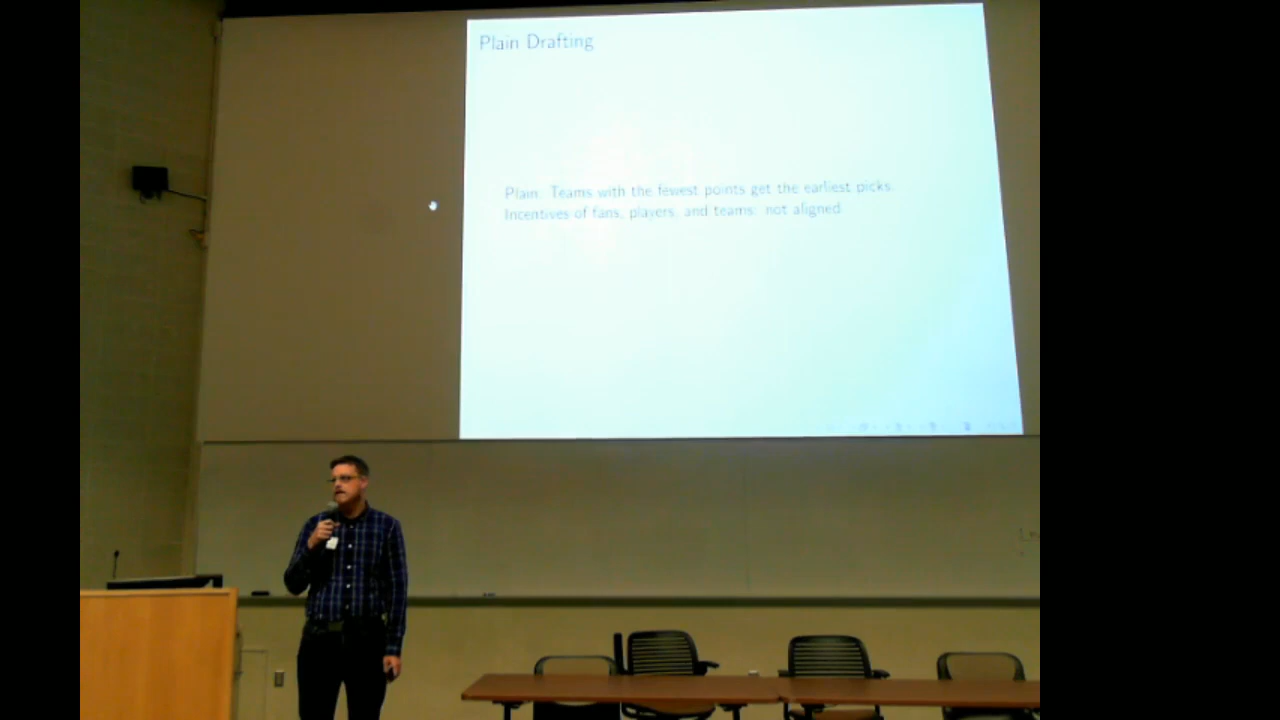 Plain Drafting
Plain: Teams with the fewest points get the earliest picks.
Incentives of fans, players, and teams: not aligned.